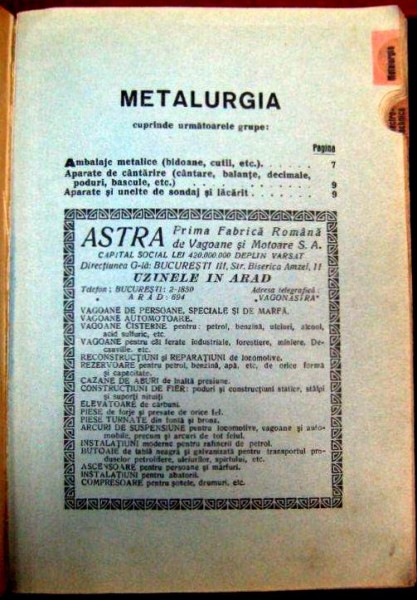 METALURGIA
cuprinde următoarele grupe:
Pagina
Ambalaje metalice (bidoane, cutii, etc.). . . . . . 7
Aparate de cântărire (cântare, balanțe, decimale,
poduri, bascule, etc.) . . . . . . . . . . . 9
Aparate și unelte de sondaj și lăcărit . . . . . . 9
ASTRA Prima Fabrică Română
de Vagoane și Motoare S. A.
CAPITAL SOCIAL LEI 420.000.000 DEPLIN VĂRSAT
Direcțiunea G-lă: BUCUREȘTI III, Str. Biserica Amzei, 11
UZINELE IN ARAD
Telefon: BUCUREȘTI: 2-1850 Adresa telegrafică:
" A R A D : 694 „VAGONASTRA"
VAGOANE DE PERSOANE, SPECIALE ȘI DE MARFĂ.
VAGOANE AUTOMOTOARE.
VAGOANE CISTERNE pentru: petrol, benzină, uleiuri, alcool,
acid sulfuric, etc.
VAGOANE pentru căi ferate industriale, forestiere, miniere, De-
cauville, etc.
RECONSTRUCȚIUNI și REPARAȚIUNI de locomotive.
REZERVOARE pentru petrol, benzină, apă, etc, de orice formă
și capacitate.
CAZANE DE ABURI de înaltă presiune.
CONSTRUCȚIUNI DE FIER: poduri și construcțiuni statice, stâlpi
și suporți nituiți
ELEVATOARE de cărbuni.
PIESE de forje și presate de orice fel.
PIESE TURNATE din fontă și bronz.
ARCURI DE SUSPENSIUNE pentru locomotive, vagoane și auto-
mobile, precum și arcuri de tot felul.
INSTALAȚIUNI moderne pentru rafinerii de petrol.
BUTOAIE de tablă neagră și galvanizată pentru transportul pro-
duselor petrolifere, uleiurilor, spirtului, etc.
ASCENSOARE pentru persoane și mărfuri.
INSTALAȚIUNI pentru abatorii.
COMPRESOARE pentru șosele, drumuri, etc.
Metalurgia